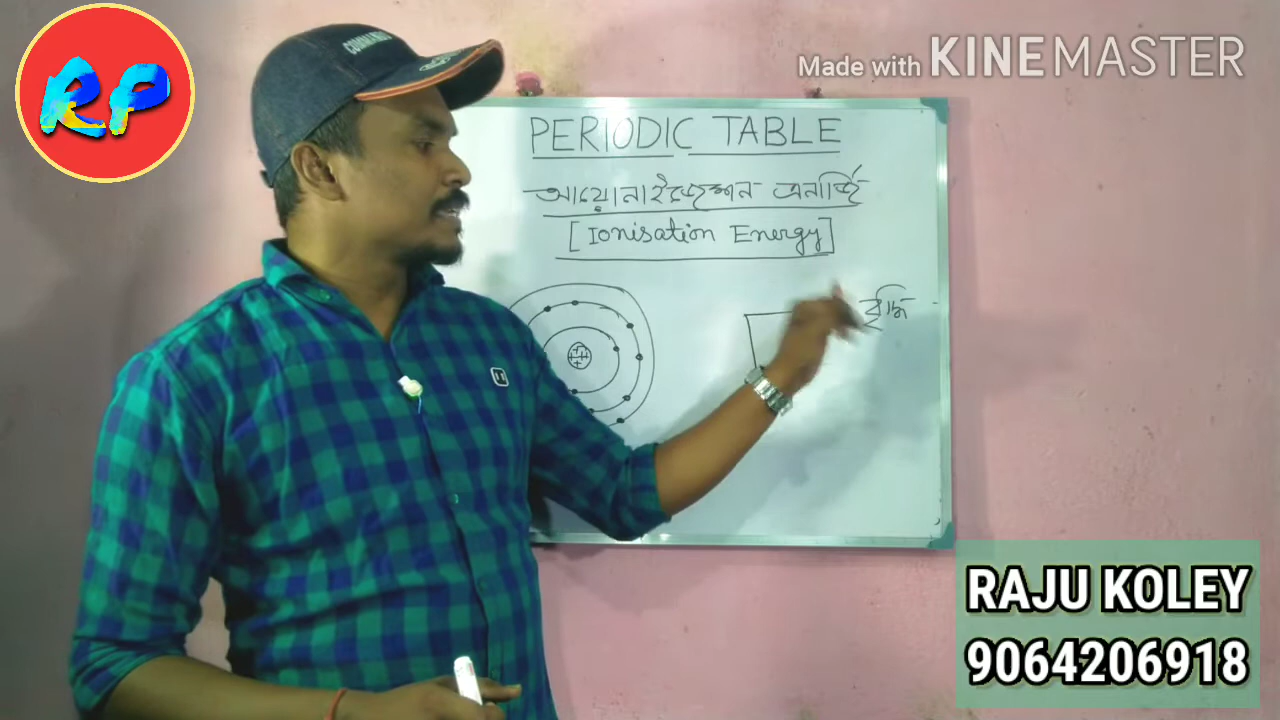 RP
Made with KINEMASTER
COMMANDO
PERIODIC TABLE
আয়োনাইজেশন এনার্জি
[Ionisation Energy]
বৃদ্ধি
RAJU KOLEY
9064206918